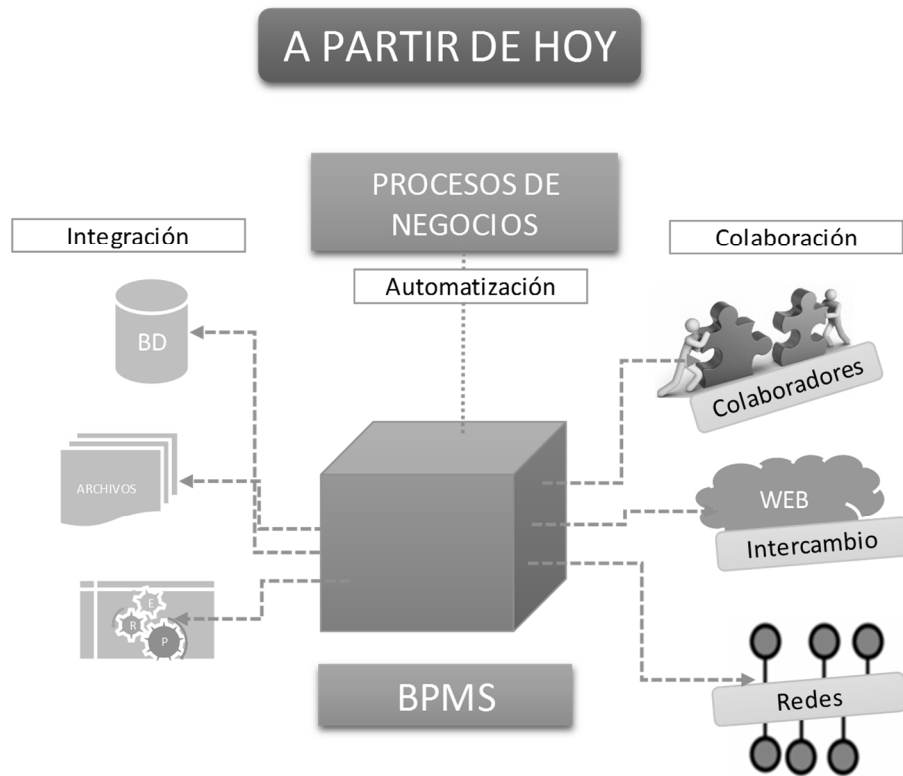 A PARTIR DE HOY
PROCESOS DE
NEGOCIOS
Integración
Colaboración
Automatización
BD
Colaboradores
ARCHIVOS
WEB
Intercambio
E
R
P
BPMS
Redes